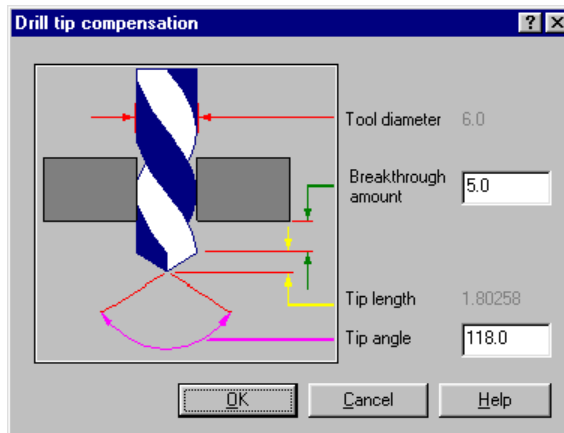 Drill tip compensation
Tool diameter 6.0
Breakthrough
amount 5.0
Tip length 1.80258
Tip angle 118.0
OK Cancel Help